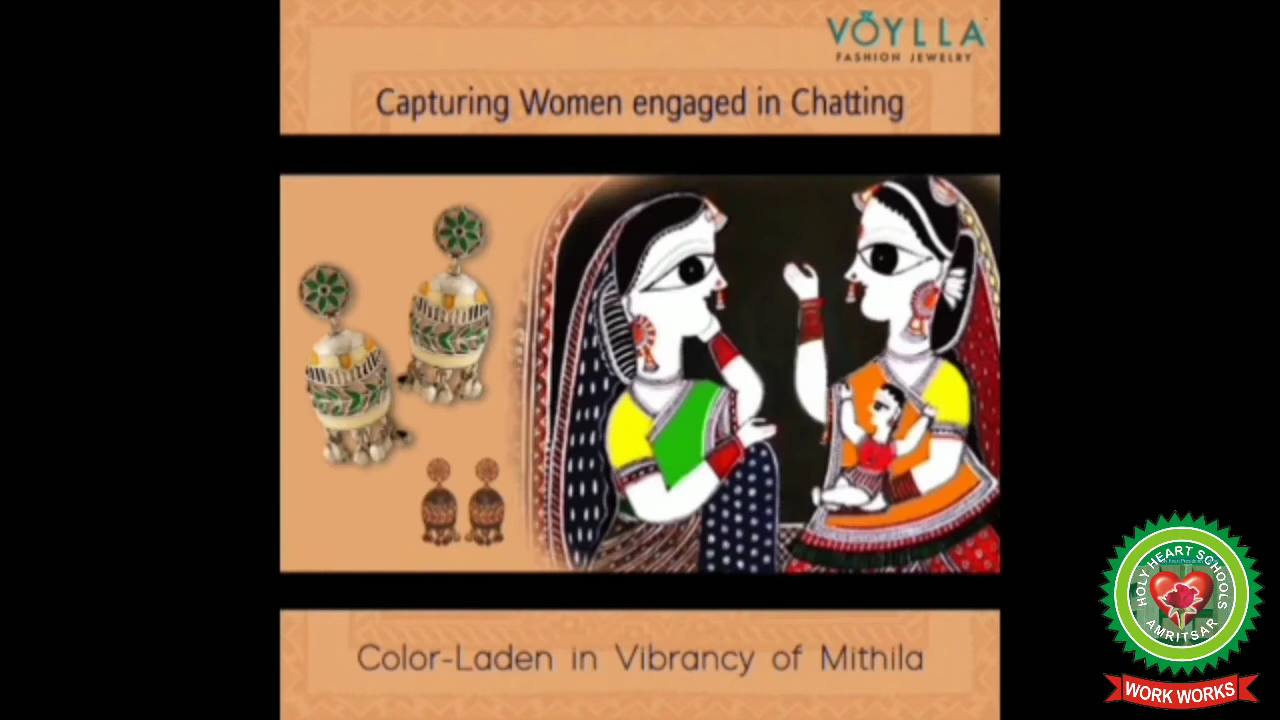 VOYLLA
FASHION JEWELRY
Capturing Women engaged in Chatting
Color-Laden in Vibrancy of Mithila
HOLY HEART SCHOOLS
AMRITSAR
WORK WORKS